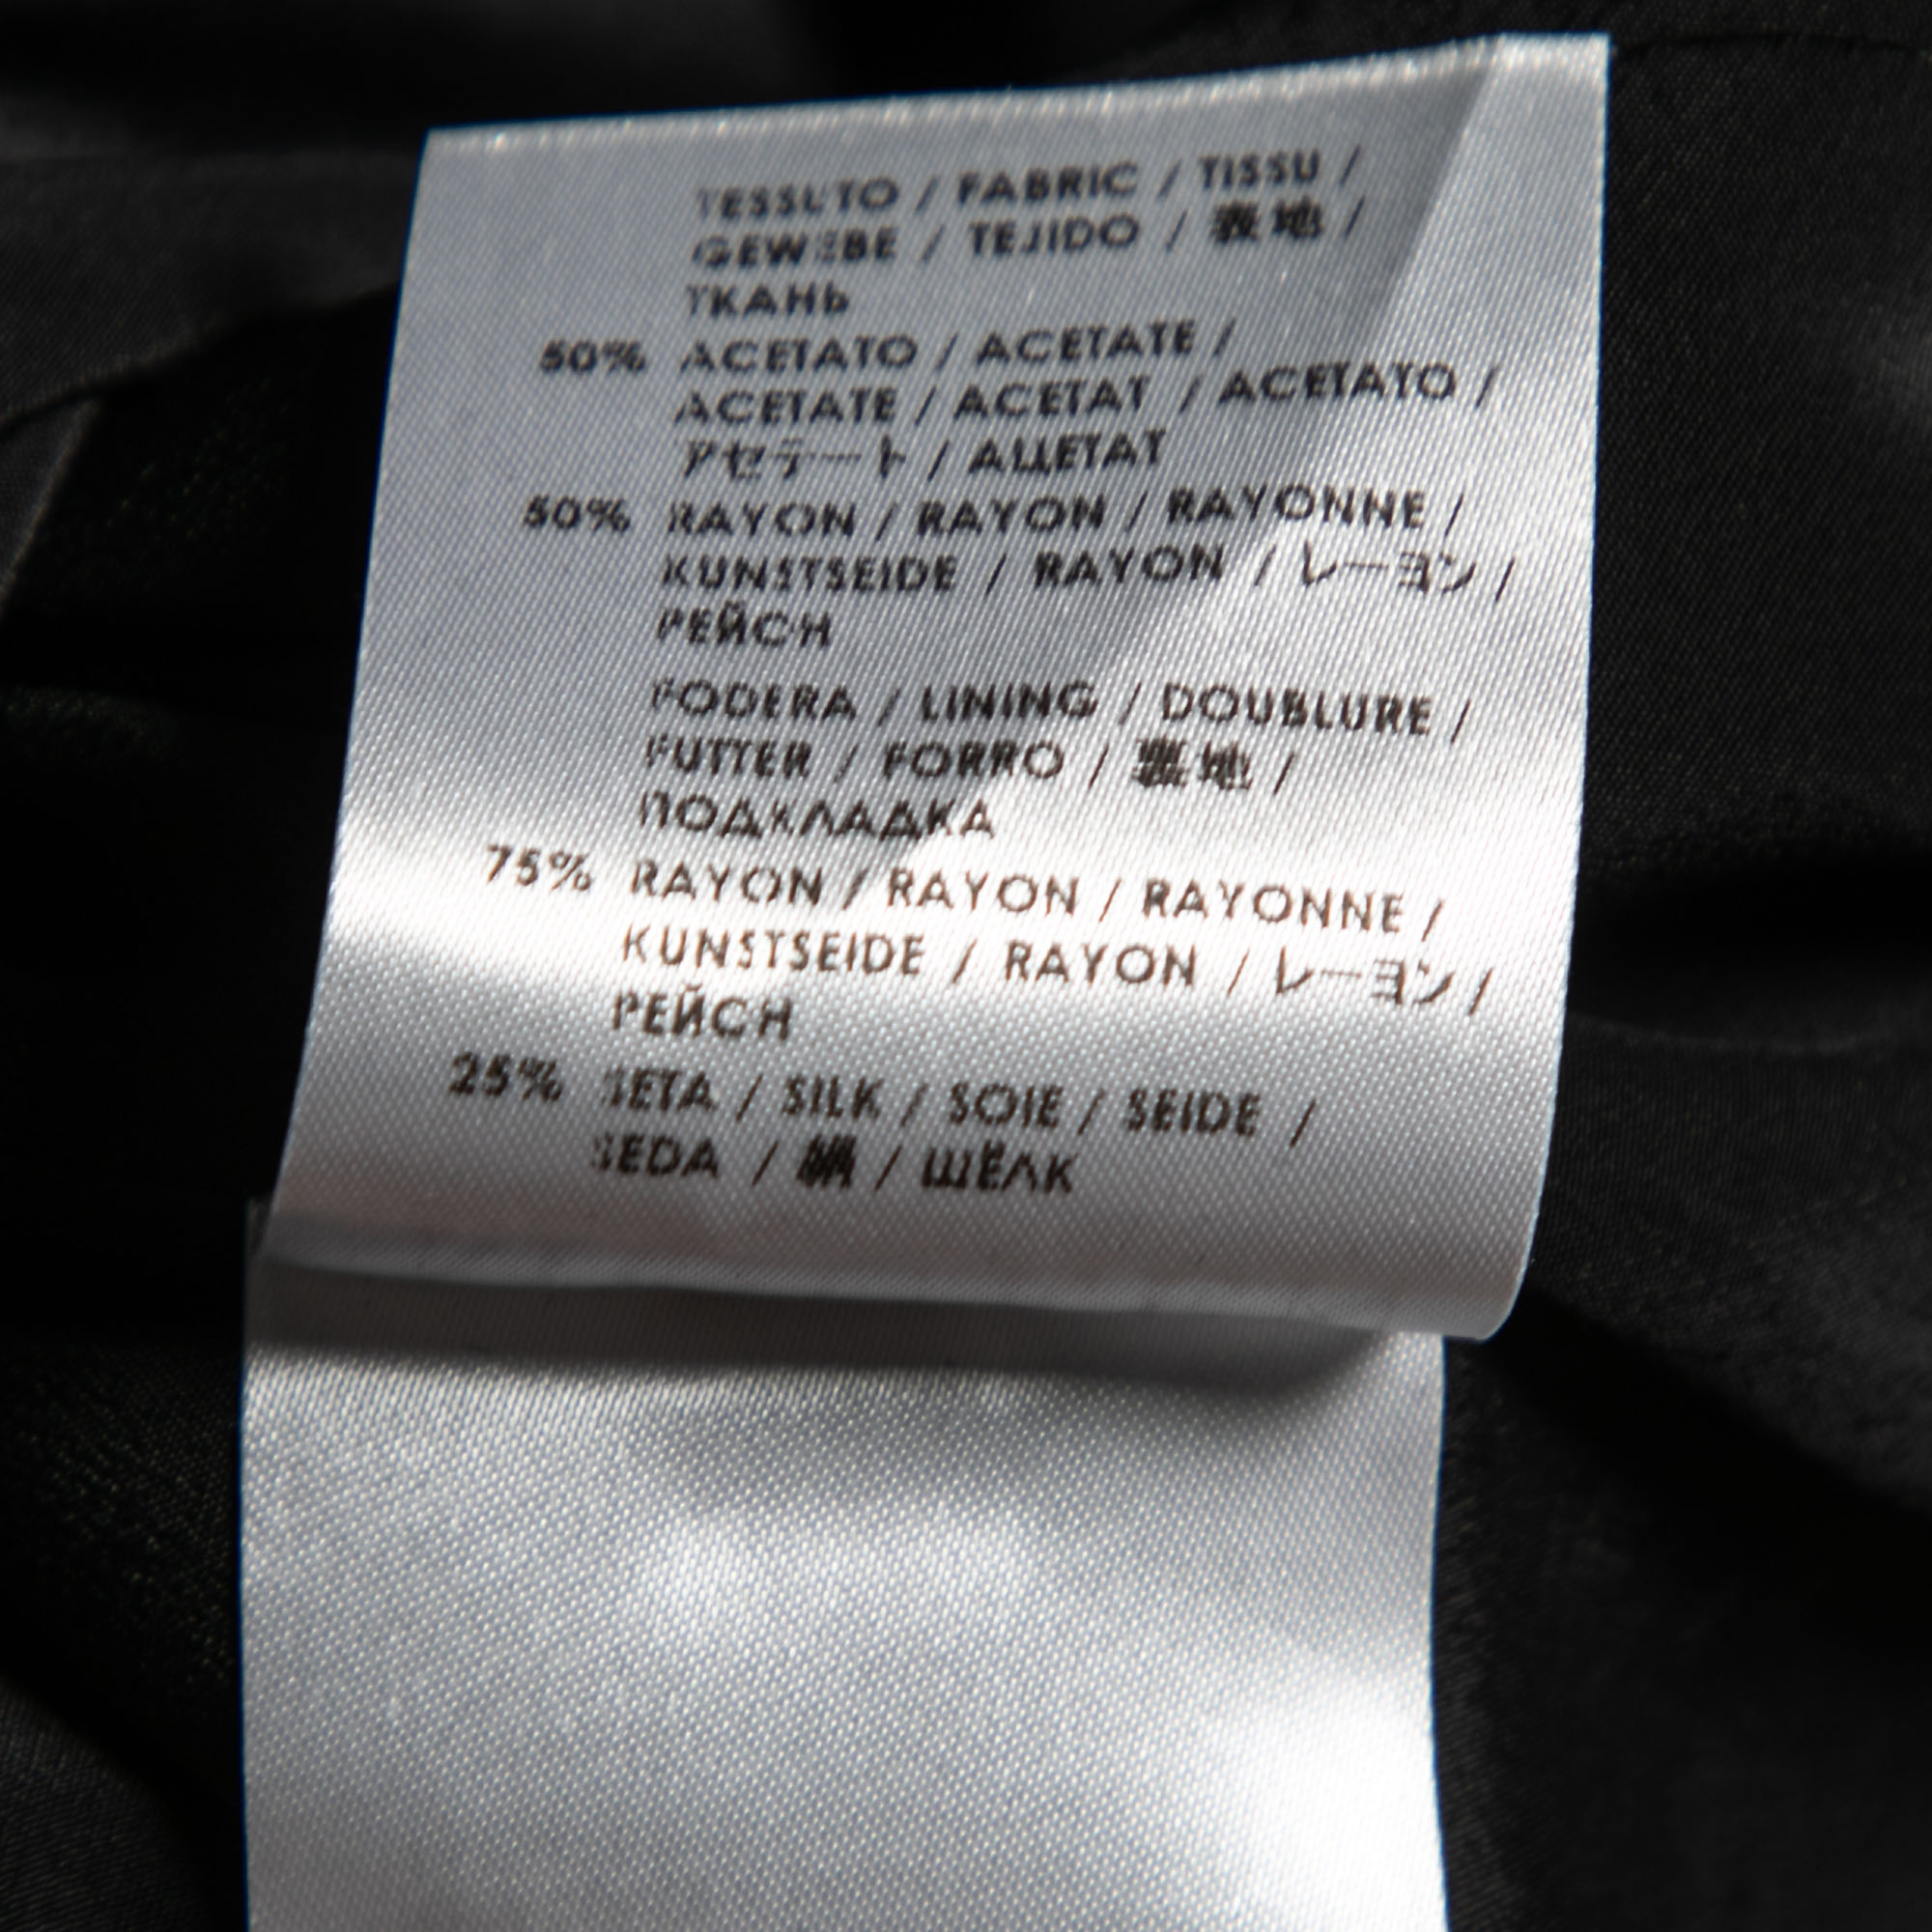 TESSUTO / FABRIC / TISSU /
GEWEBE / TEJIDO / 表地 /
ТКАНЬ
50% ACETATO / ACETATE /
ACETATE / ACETAT / ACETATO /
アセテート / АЦЕТАТ
50% RAYON / RAYON / RAYONNE /
KUNSTSEIDE / RAYON / レーヨン /
РЕЙОН
FODERA / LINING / DOUBLURE /
FUTTER / FORRO / 裏地 /
ПОДКЛАДКА
75% RAYON / RAYON / RAYONNE /
KUNSTSEIDE / RAYON / レーヨン /
РЕЙОН
25% SETA / SILK / SOIE / SEIDE /
SEDA / 絹 / ШЁЛК